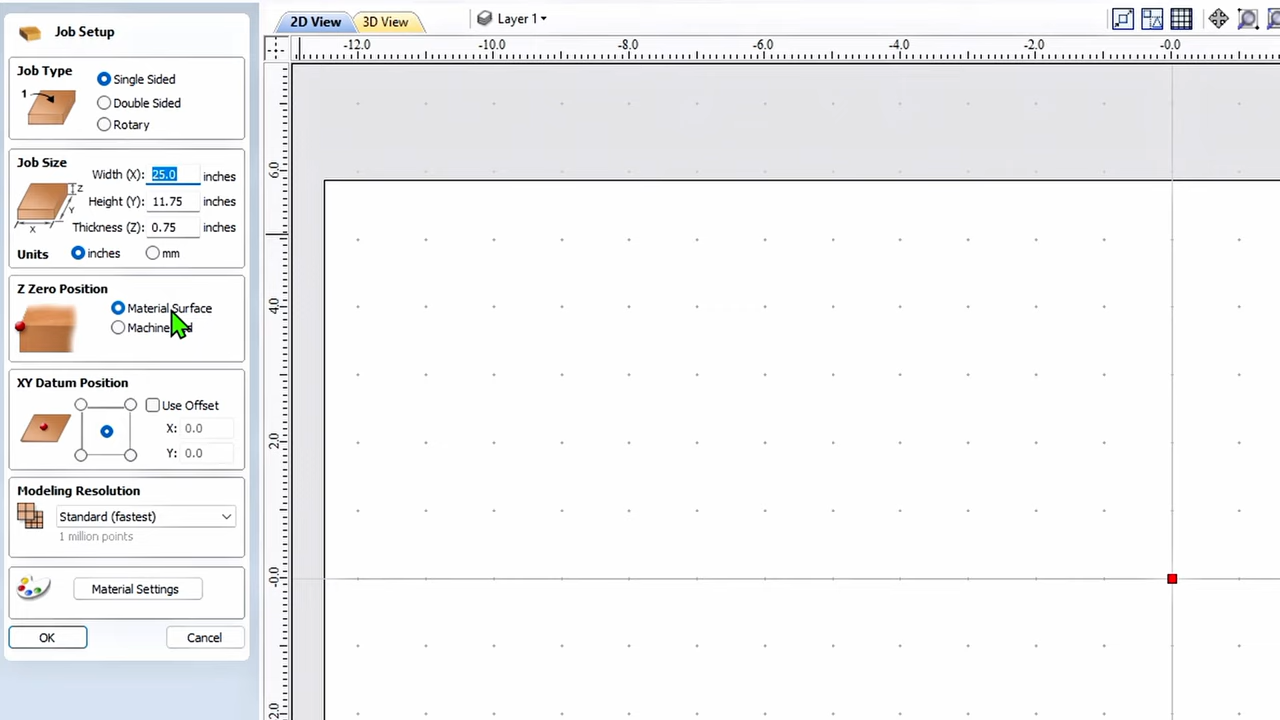 Job Setup
2D View
3D View
Layer 1
-12.0 -10.0 -8.0 -6.0 -4.0 -2.0 -0.0
Job Type
1
Single Sided
Double Sided
Rotary
Job Size
Width (X): 25.0 inches
Z
Y
X
Height (Y): 11.75 inches
Thickness (Z): 0.75 inches
Units inches mm
Z Zero Position
Material Surface
Machine
XY Datum Position
Use Offset
X: 0.0
Y: 0.0
Modeling Resolution
Standard (fastest)
1 million points
Material Settings
OK
Cancel
6.0
4.0
2.0
-0.0
2.0